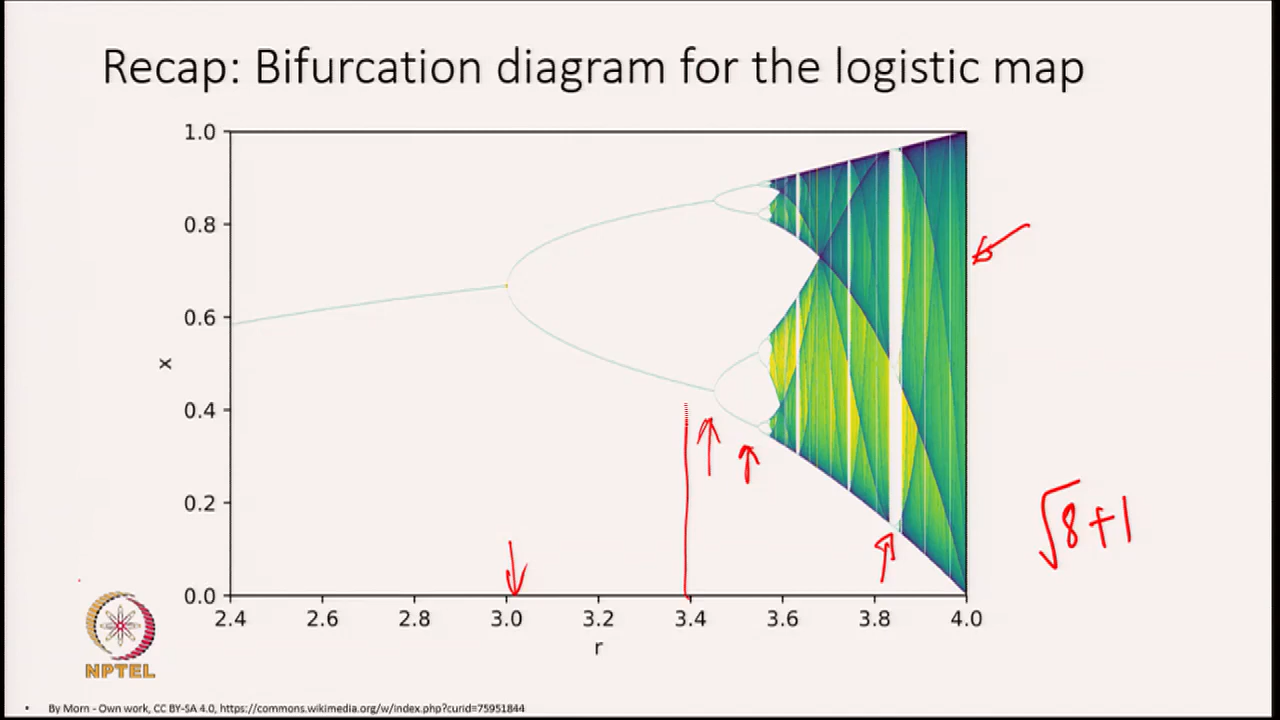 Recap: Bifurcation diagram for the logistic map
1.0
0.8
0.6
x
0.4
0.2
0.0
√8+1
2.4 2.6 2.8 3.0 3.2 3.4 3.6 3.8 4.0
r
NPTEL
• By Morn - Own work, CC BY-SA 4.0, https://commons.wikimedia.org/w/index.php?curid=75951844